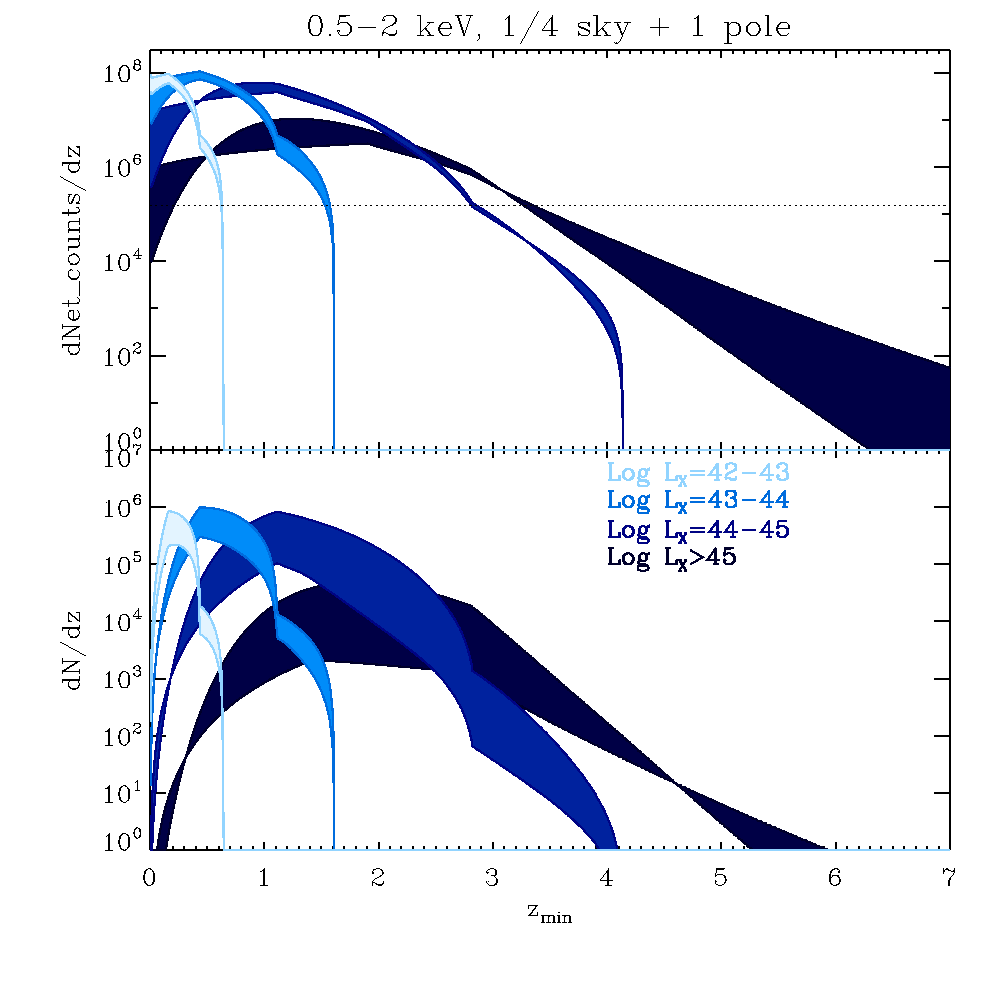 0.5−2 keV, 1/4 sky + 1 pole
dNet_counts/dz
10^8
10^6
10^4
10^2
10^0
dN/dz
10^7
10^6
10^5
10^4
10^3
10^2
10^1
10^0
Log L_X=42−43
Log L_X=43−44
Log L_X=44−45
Log L_X>45
0 1 2 3 4 5 6 7
z_min